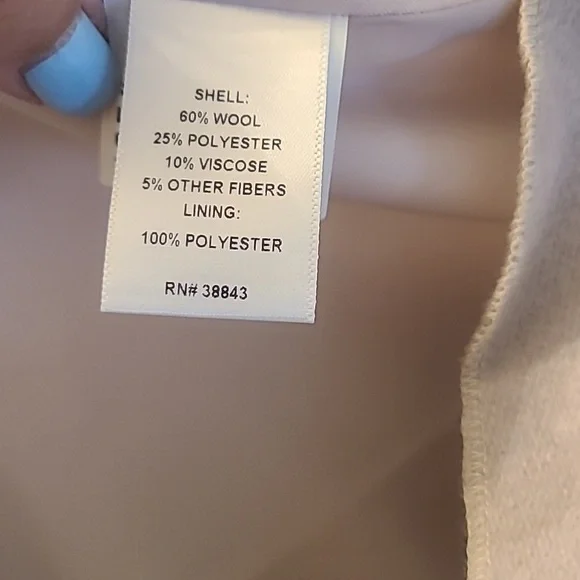 SHELL:
60% WOOL
25% POLYESTER
10% VISCOSE
5% OTHER FIBERS
LINING:
100% POLYESTER
RN# 38843